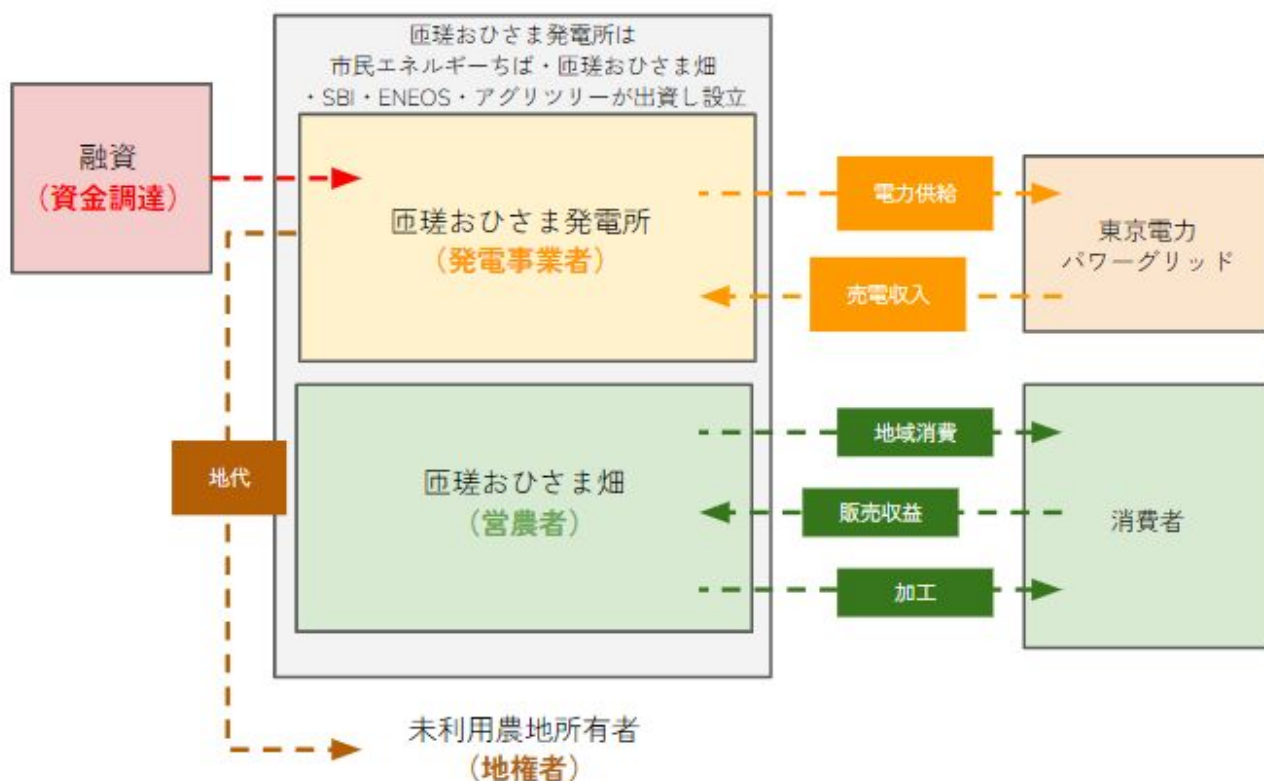 匝瑳おひさま発電所は
市民エネルギーちば・匝瑳おひさま畑
・SBI・ENEOS・アグリツリーが出資し設立
融資
（資金調達）
匝瑳おひさま発電所
（発電事業者）
電力供給
売電収入
東京電力
パワーグリッド
地代
匝瑳おひさま畑
（営農者）
地域消費
販売収益
加工
消費者
未利用農地所有者
（地権者）